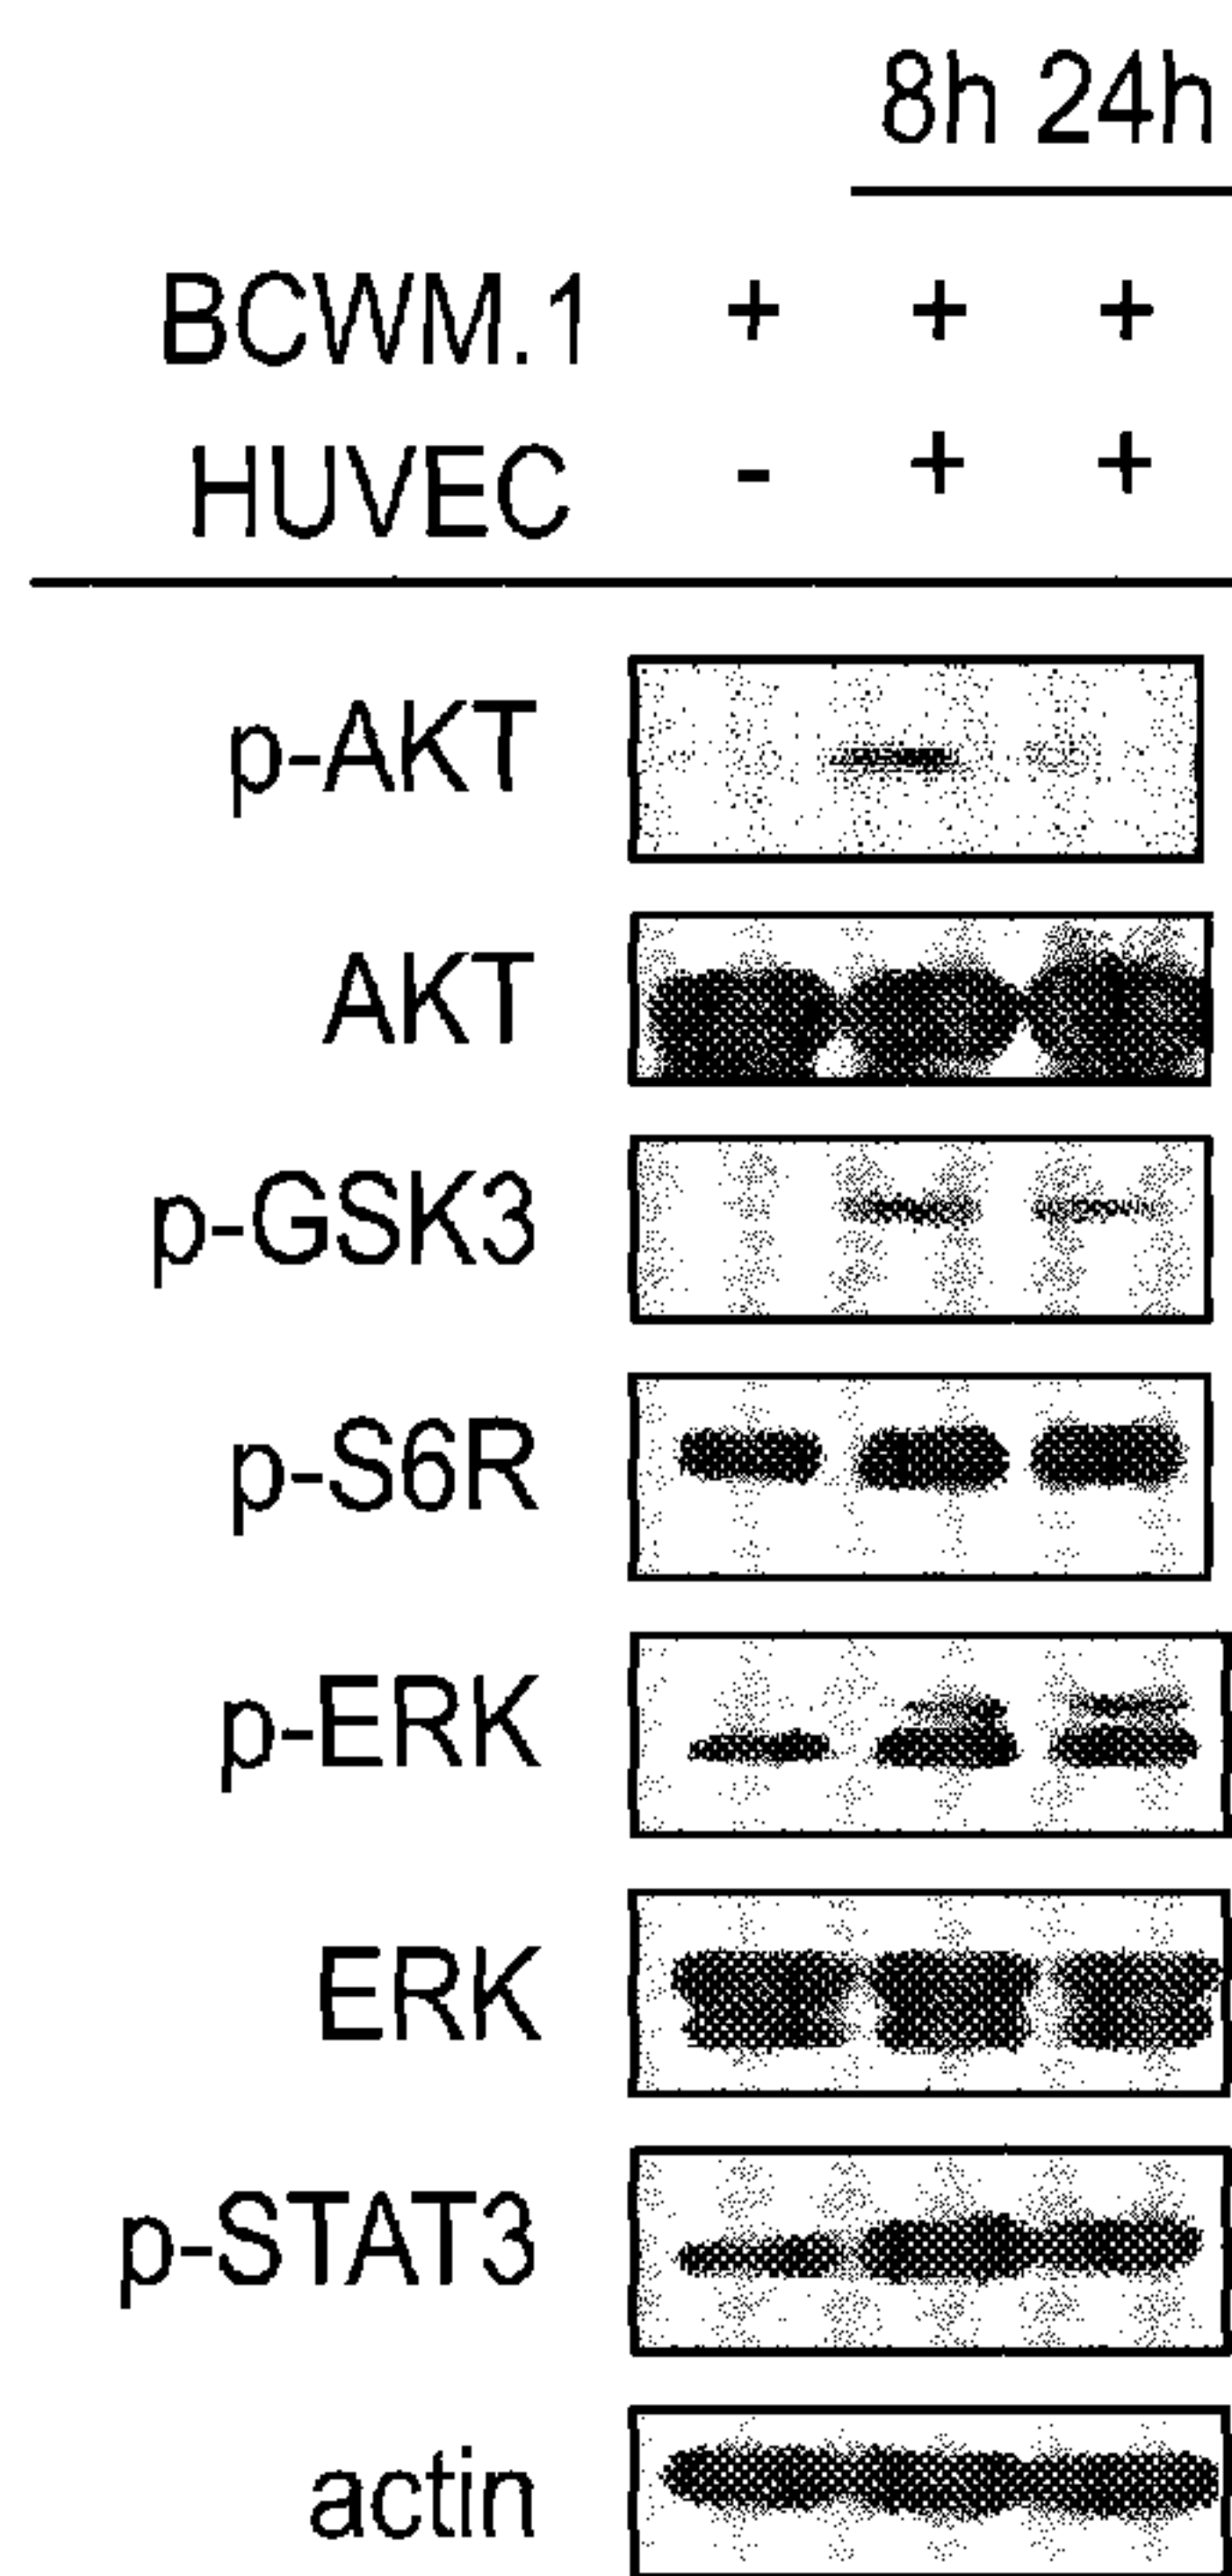 8h 24h
BCWM.1 + + +
HUVEC - + +
p-AKT
AKT
p-GSK3
p-S6R
p-ERK
ERK
p-STAT3
actin